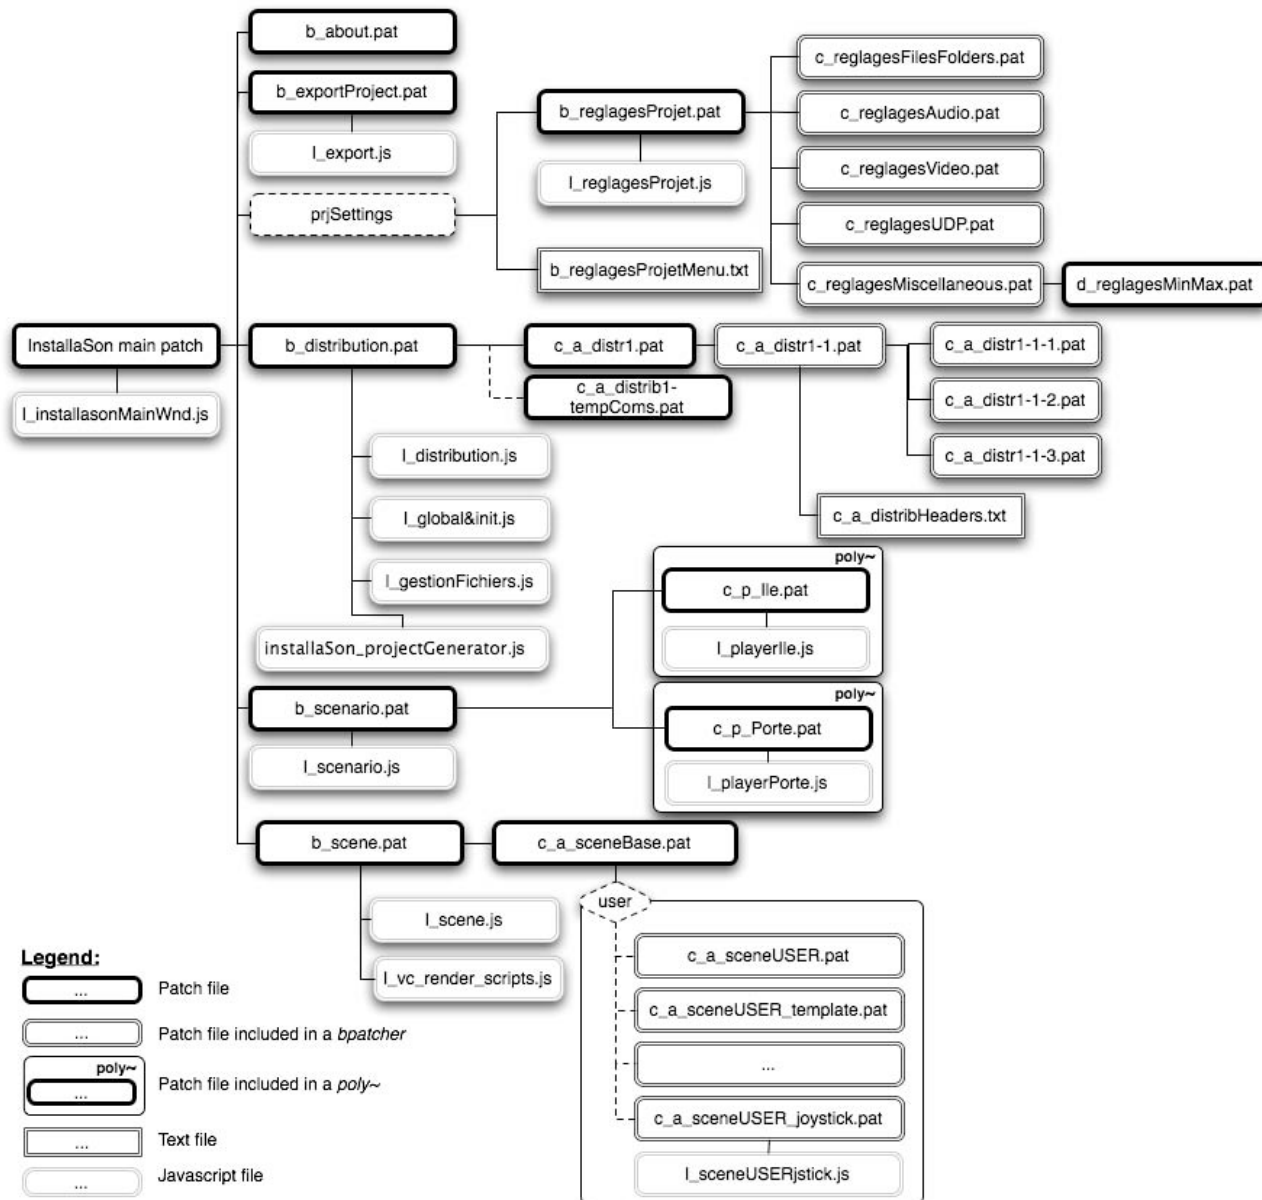 b_about.pat
b_exportProject.pat
l_export.js
prjSettings
b_reglagesProjet.pat
l_reglagesProjet.js
b_reglagesProjetMenu.txt
c_reglagesFilesFolders.pat
c_reglagesAudio.pat
c_reglagesVideo.pat
c_reglagesUDP.pat
c_reglagesMiscellaneous.pat
d_reglagesMinMax.pat
InstallaSon main patch
l_installasonMainWnd.js
b_distribution.pat
c_a_distr1.pat
c_a_distrib1-
tempComs.pat
c_a_distr1-1.pat
c_a_distr1-1-1.pat
c_a_distr1-1-2.pat
c_a_distr1-1-3.pat
c_a_distribHeaders.txt
l_distribution.js
l_global&init.js
l_gestionFichiers.js
installaSon_projectGenerator.js
b_scenario.pat
l_scenario.js
poly~
c_p_Ile.pat
l_playerIle.js
poly~
c_p_Porte.pat
l_playerPorte.js
b_scene.pat
c_a_sceneBase.pat
l_scene.js
l_vc_render_scripts.js
user
c_a_sceneUSER.pat
c_a_sceneUSER_template.pat
...
c_a_sceneUSER_joystick.pat
l_sceneUSERjstick.js
Legend:
... Patch file
... Patch file included in a bpatcher
poly~
... Patch file included in a poly~
... Text file
... Javascript file